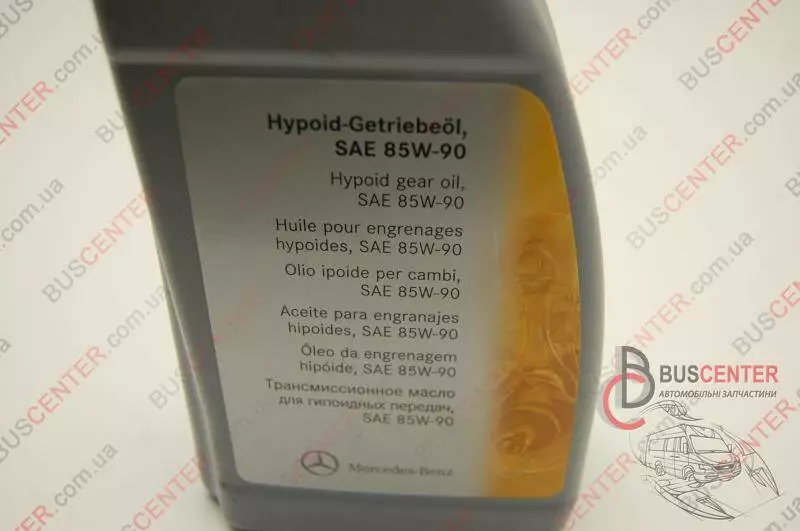 Hypoid-Getriebeöl,
SAE 85W-90
Hypoid gear oil,
SAE 85W-90
Huile pour engrenages
hypoides, SAE 85W-90
Olio ipoide per cambi,
SAE 85W-90
Aceite para engranajes
hipoides, SAE 85W-90
Óleo da engrenagem
hipóide, SAE 85W-90
Трансмиссионное масло
для гипоидных передач,
SAE 85W-90
Mercedes-Benz
BUSCENTER
АВТОМОБІЛЬНІ ЗАПЧАСТИНИ
BUSCENTER.com.ua